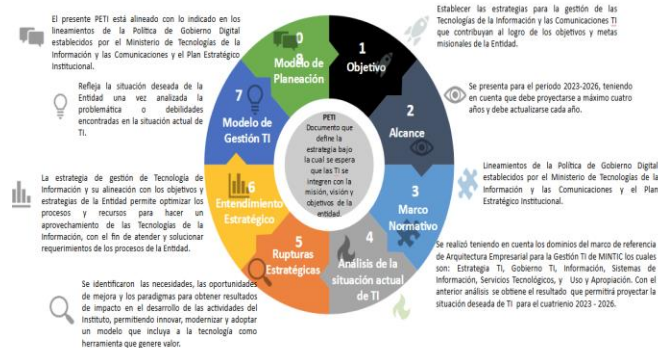 El presente PETI está alineado con lo indicado en los
lineamientos de la Política de Gobierno Digital
establecidos por el Ministerio de Tecnologías de la
Información y las Comunicaciones y el Plan Estratégico
Institucional.
Refleja la situación deseada de la
Entidad una vez analizada la
problemática o debilidades
encontradas en la situación actual de
TI.
La estrategia de gestión de Tecnología de
Información y su alineación con los objetivos y
estrategias de la Entidad permite optimizar los
procesos y recursos para hacer un
aprovechamiento de las Tecnologías de la
Información, con el fin de atender y solucionar
requerimientos de los procesos de la Entidad.
Se identificaron las necesidades, las oportunidades
de mejora y los paradigmas para obtener resultados
de impacto en el desarrollo de las actividades del
Instituto, permitiendo innovar, modernizar y adoptar
un modelo que incluya a la tecnología como
herramienta que genere valor.
0
8
Modelo de
Planeación
1
Objetivo
2
Alcance
3
Marco
Normativo
4
Análisis de la
situación actual
de TI
5
Rupturas
Estratégicas
6
Entendimiento
Estratégico
7
Modelo de
Gestión TI
PETI
Documento que
define la
estrategia bajo
la cual se espera
que las TI se
integren con la
misión, visión y
objetivos de la
entidad
Establecer las estrategias para la gestión de las
Tecnologías de la Información y las Comunicaciones TI
que contribuyan al logro de los objetivos y metas
misionales de la Entidad.
Se presenta para el periodo 2023-2026, teniendo
en cuenta que debe proyectarse a máximo cuatro
años y debe actualizarse cada año.
Lineamientos de la Política de Gobierno Digital
establecidos por el Ministerio de Tecnologías de
la Información y las Comunicaciones y el Plan
Estratégico Institucional.
Se realizó teniendo en cuenta los dominios del marco de referencia
de Arquitectura Empresarial para la Gestión TI de MINTIC los cuales
son: Estrategia TI, Gobierno TI, Información, Sistemas de
Información, Servicios Tecnológicos, y Uso y Apropiación. Con el
anterior análisis se obtiene el resultado que permitirá proyectar la
situación deseada de TI para el cuatrienio 2023 - 2026.